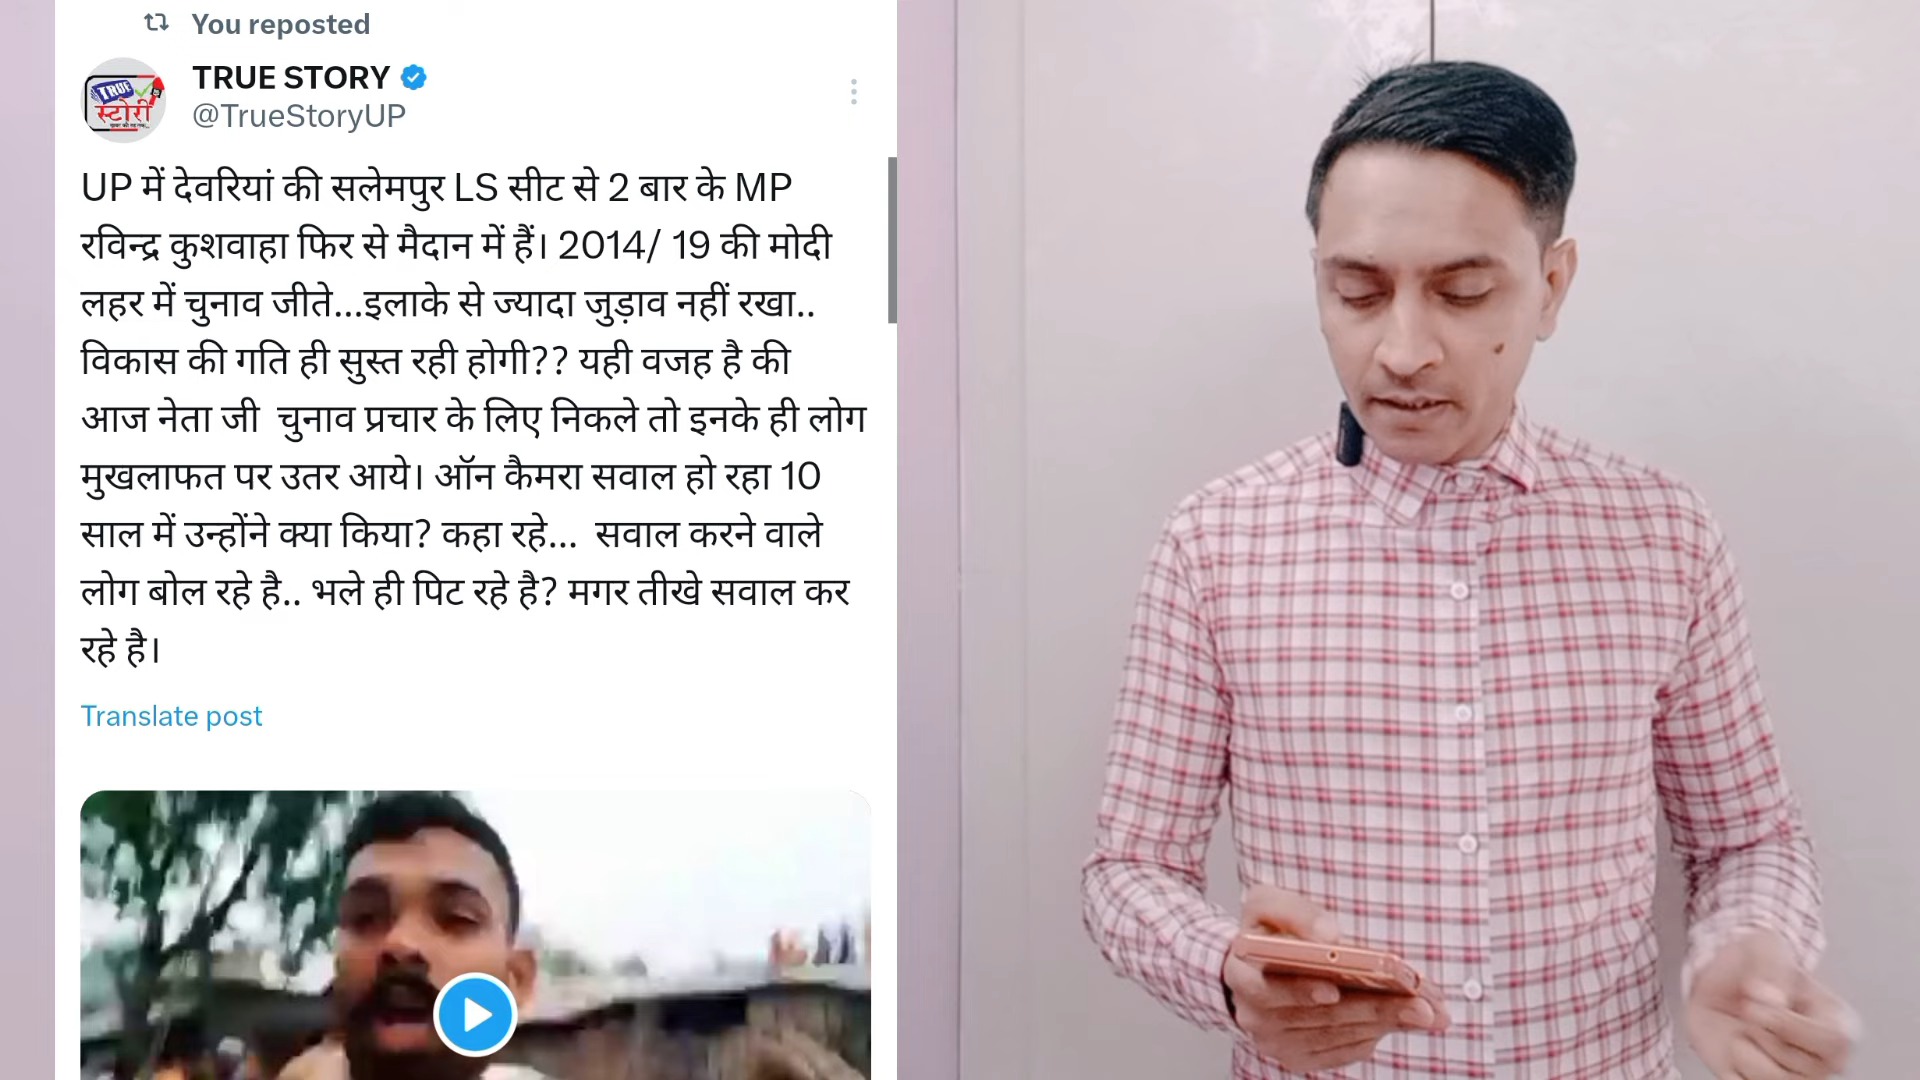 You reposted
TRUE STORY
@TrueStoryUP
TRUE
स्टोरी
UP में देवरियां की सलेमपुर LS सीट से 2 बार के MP
रविन्द्र कुशवाहा फिर से मैदान में हैं। 2014/ 19 की मोदी
लहर में चुनाव जीते...इलाके से ज्यादा जुड़ाव नहीं रखा..
विकास की गति ही सुस्त रही होगी?? यही वजह है की
आज नेता जी  चुनाव प्रचार के लिए निकले तो इनके ही लोग
मुखलाफत पर उतर आये। ऑन कैमरा सवाल हो रहा 10
साल में उन्होंने क्या किया? कहा रहे...  सवाल करने वाले
लोग बोल रहे है.. भले ही पिट रहे है? मगर तीखे सवाल कर
रहे है।
Translate post